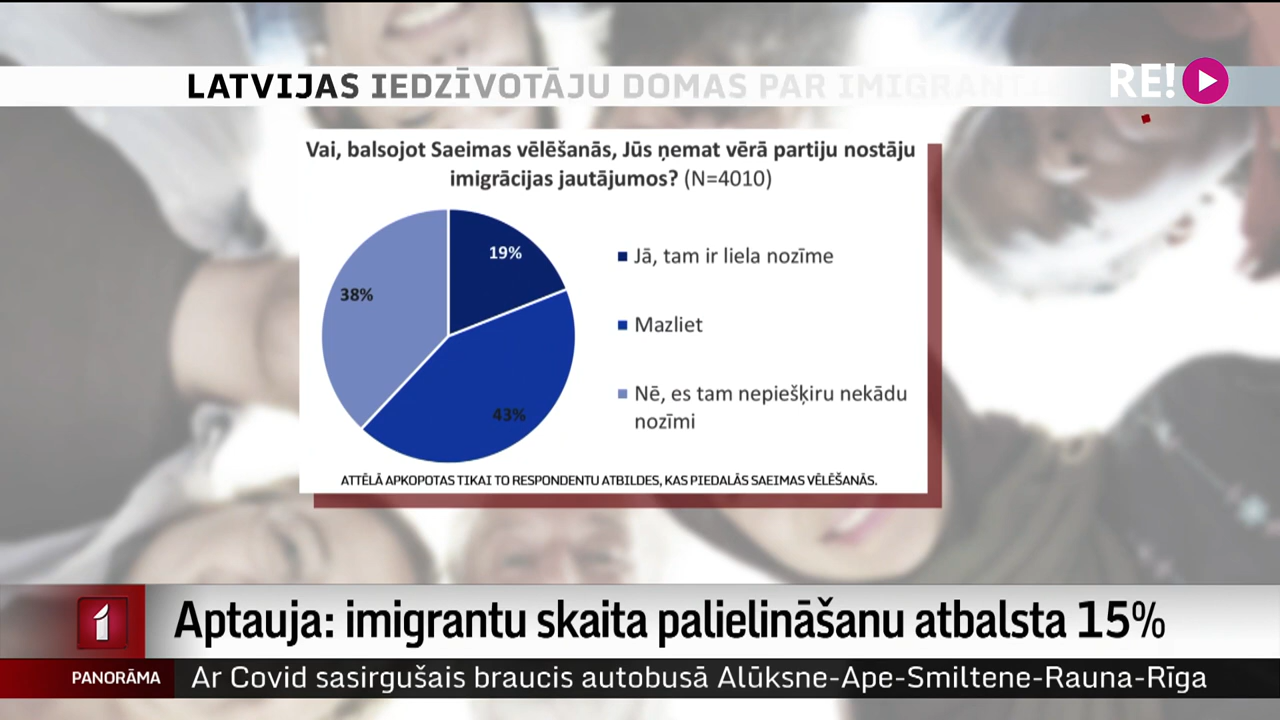 LATVIJAS IEDZĪVOTĀJU DOMAS PAR IMIGRANTI
RE!
Vai, balsojot Saeimas vēlēšanās, Jūs ņemat vērā partiju nostāju
imigrācijas jautājumos? (N=4010)
19%
38%
43%
Jā, tam ir liela nozīme
Mazliet
Nē, es tam nepiešķiru nekādu
nozīmi
ATTĒLĀ APKOPOTAS TIKAI TO RESPONDENTU ATBILDES, KAS PIEDALĀS SAEIMAS VĒLĒŠANĀS.
1
Aptauja: imigrantu skaita palielināšanu atbalsta 15%
PANORĀMA
Ar Covid sasirgušais braucis autobusā Alūksne-Ape-Smiltene-Rauna-Rīga